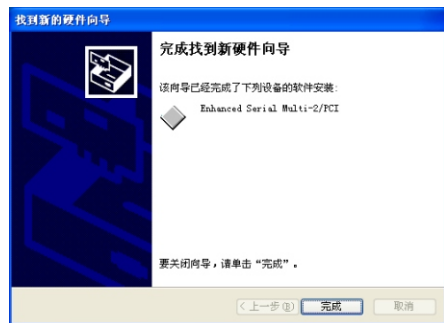 找到新的硬件向导
完成找到新硬件向导
该向导已经完成了下列设备的软件安装:
Enhanced Serial Multi-2/PCI
要关闭向导，请单击“完成”。
<上一步(B) 完成 取消